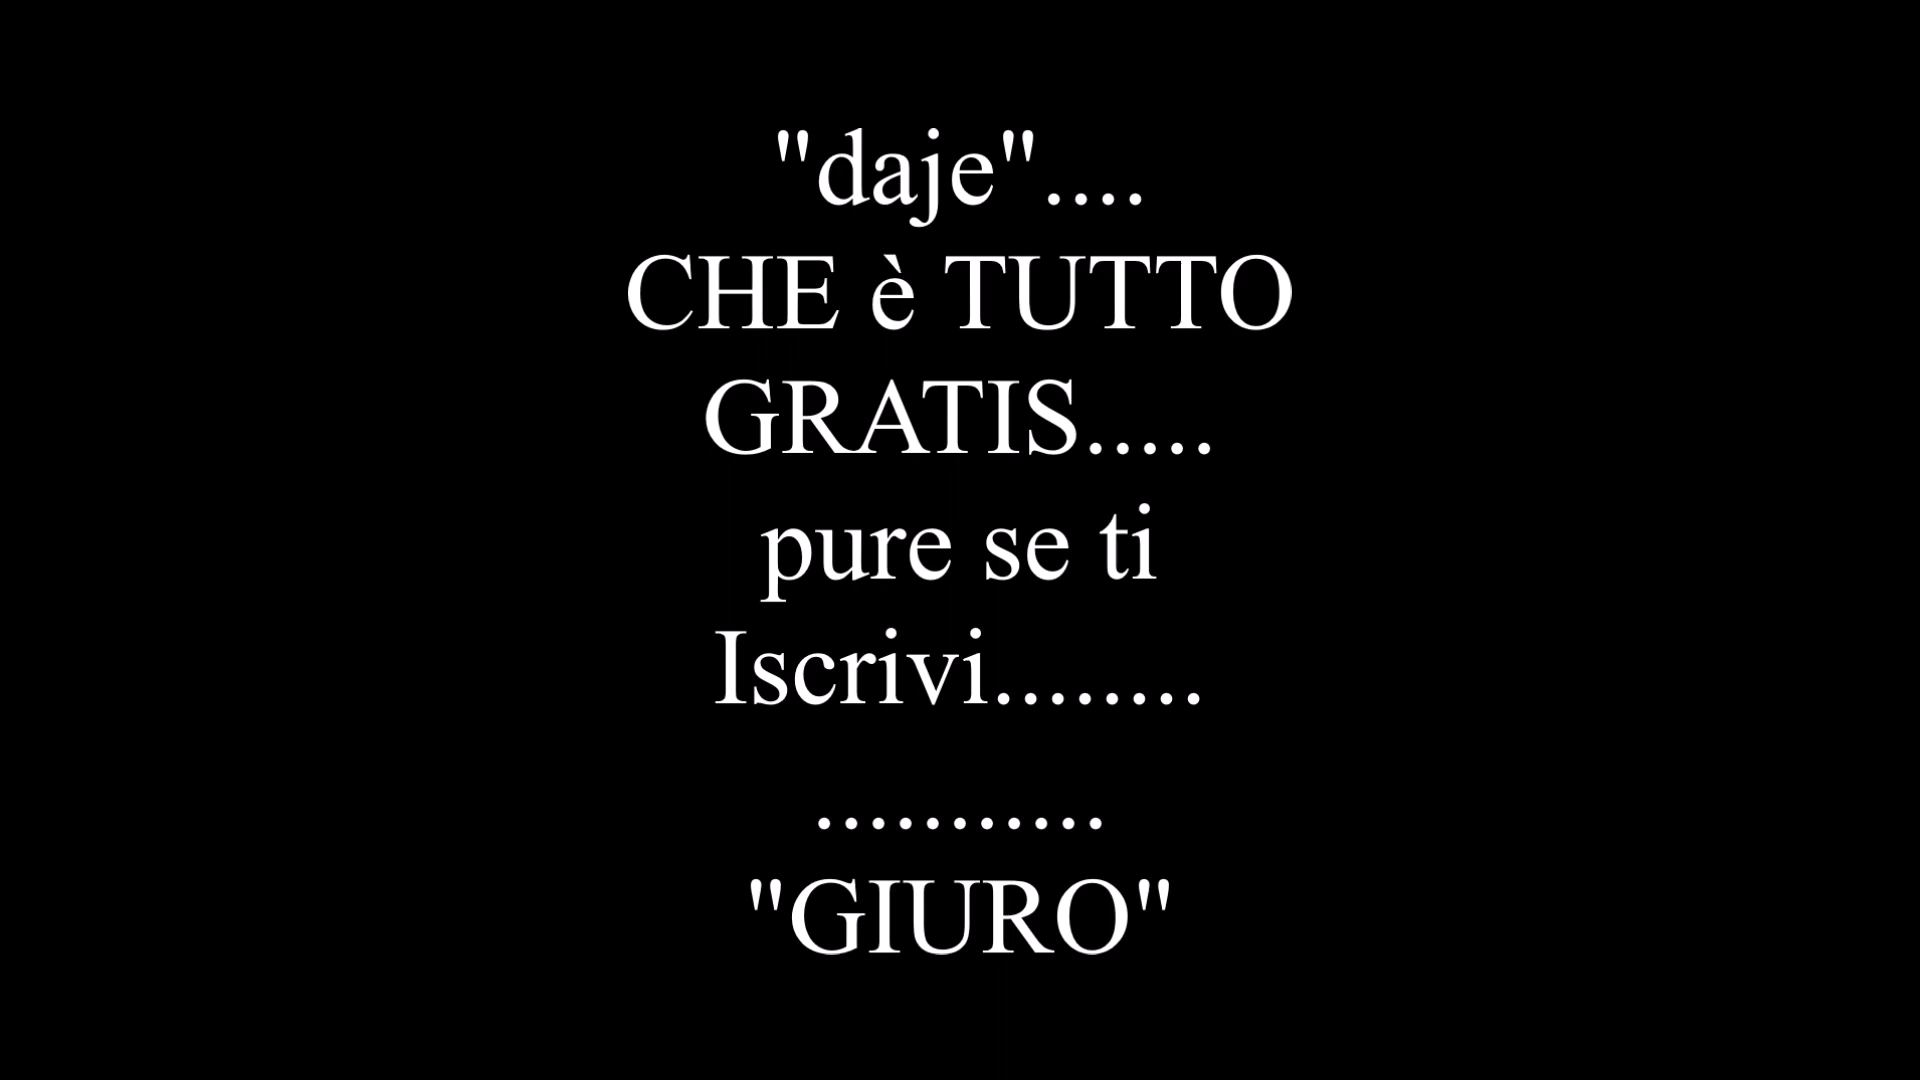 "daje"....
CHE è TUTTO
GRATIS.....
pure se ti
Iscrivi........
...........
"GIURO"